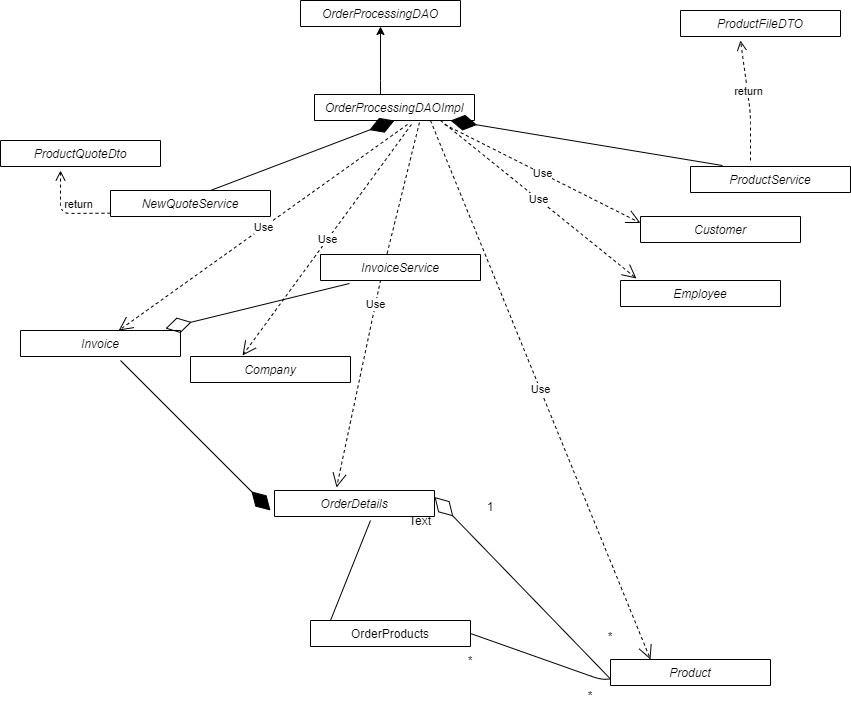 OrderProcessingDAO
ProductFileDTO
return
OrderProcessingDAOImpl
ProductQuoteDto
Use
ProductService
return
NewQuoteService
Use
Use
Customer
Use
InvoiceService
Employee
Use
Invoice
Company
Use
OrderDetails
1
Text
OrderProducts
*
*
Product
*